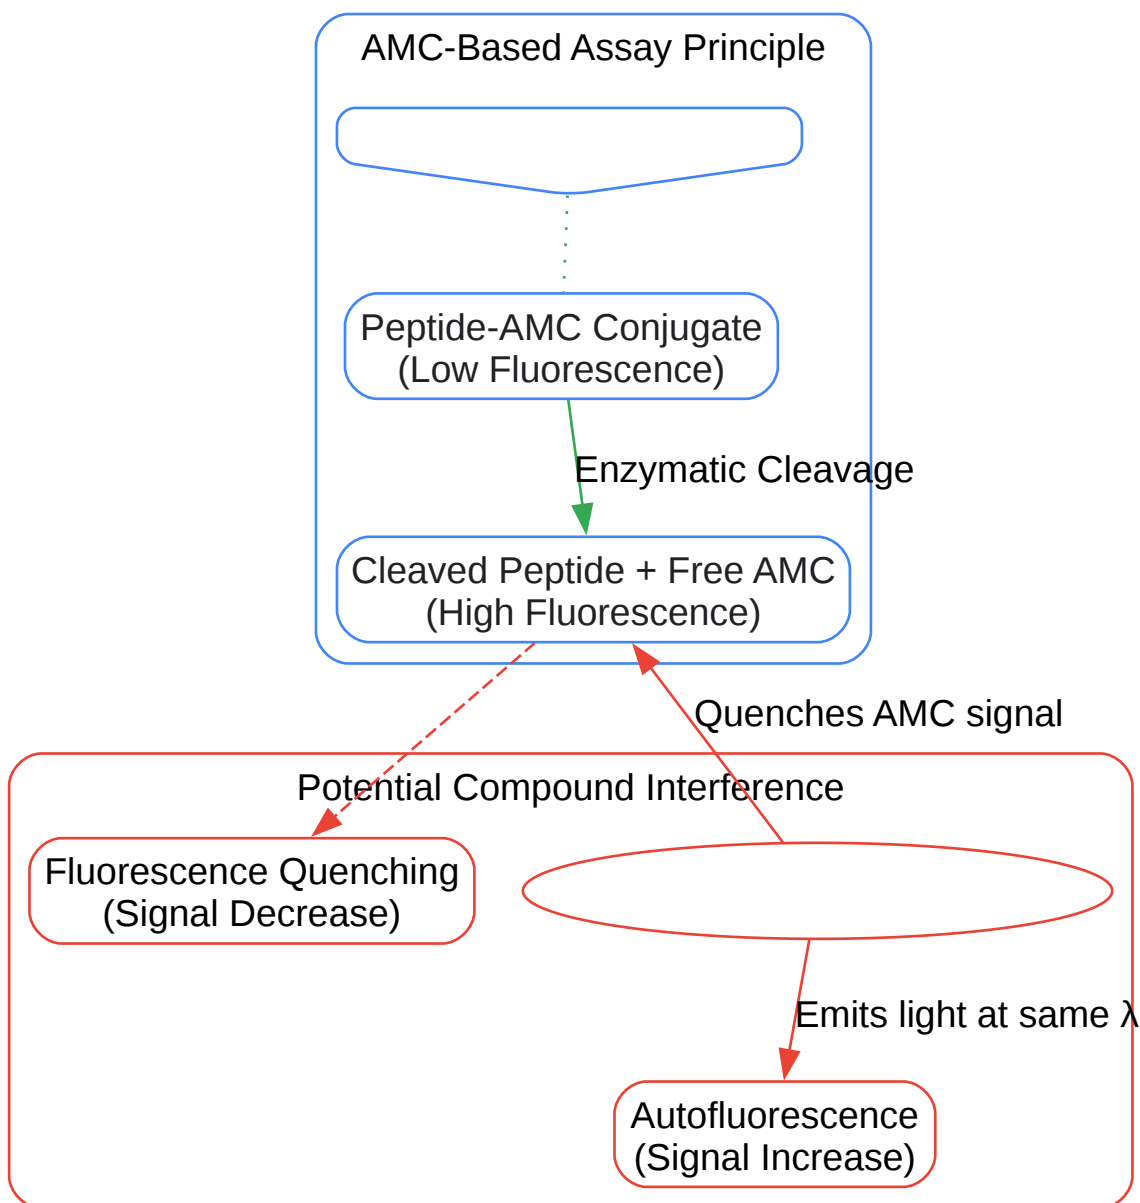 AMC-Based Assay Principle
Peptide-AMC Conjugate
(Low Fluorescence)
Enzymatic Cleavage
Cleaved Peptide + Free AMC
(High Fluorescence)
Quenches AMC signal
Potential Compound Interference
Fluorescence Quenching
(Signal Decrease)
Emits light at same λ
Autofluorescence
(Signal Increase)